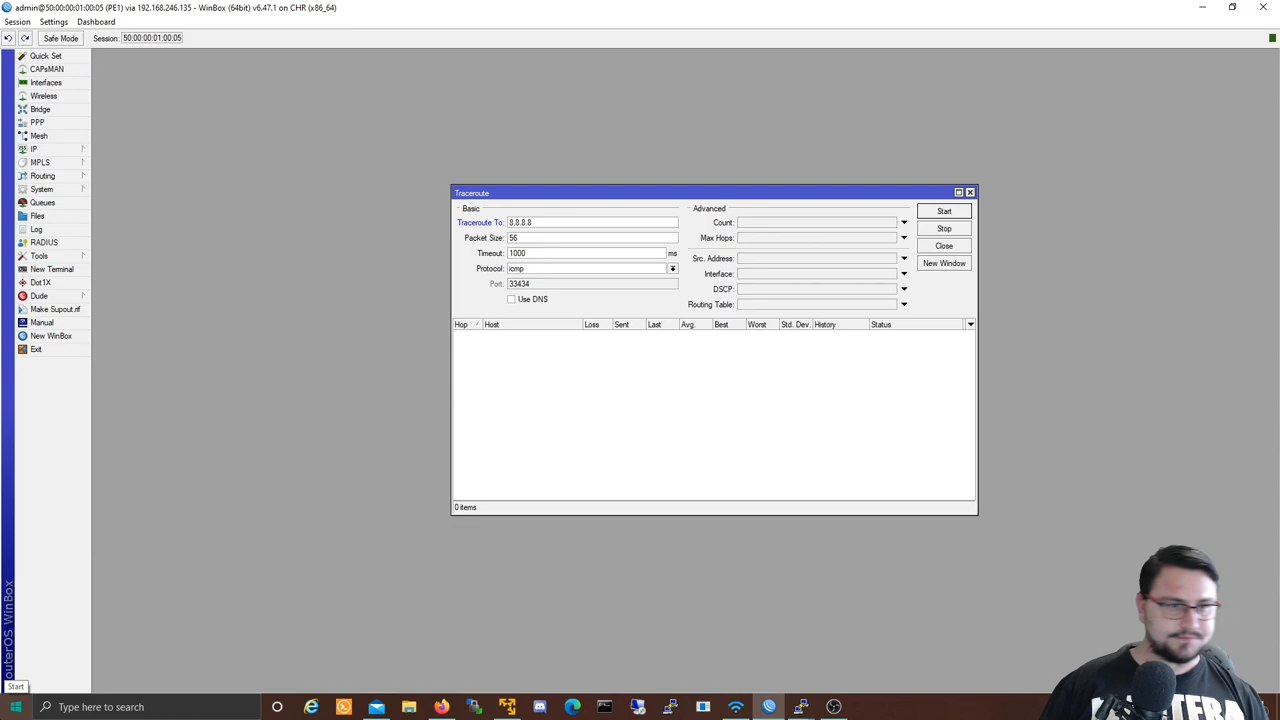 admin@50:00:00:01:00:05 (PE1) via 192.168.246.135 - WinBox (64bit) v6.47.1 on CHR (x86_64)
Session Settings Dashboard
Safe Mode Session: 50:00:00:01:00:05
Quick Set
CAPsMAN
Interfaces
Wireless
Bridge
PPP
Mesh
IP
MPLS
Routing
System
Queues
Files
Log
RADIUS
Tools
New Terminal
Dot1X
Dude
Make Supout.rif
Manual
New WinBox
Exit
Traceroute
Basic
Traceroute To: 8.8.8.8
Packet Size: 56
Timeout: 1000 ms
Protocol: icmp
Port: 33434
Use DNS
Advanced
Count:
Max Hops:
Src. Address:
Interface:
DSCP:
Routing Table:
Start
Stop
Close
New Window
Hop Host Loss Sent Last Avg. Best Worst Std. Dev. History Status
0 items
outerOS WinBox
Start
Type here to search